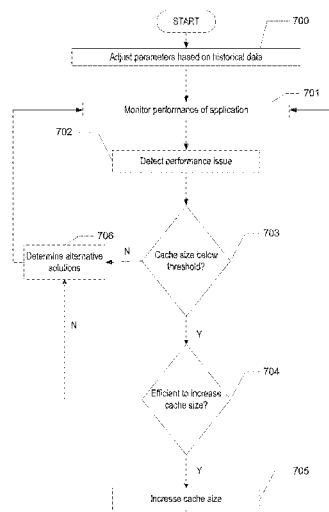 START
700
Adjust parameters based on historical data
701
Monitor performance of application
702
Detect performance issue
703
Cache size below
threshold?
706
Determine alternative
solutions
N
N
Y
704
Efficient to increase
cache size?
Y
705
Increase cache size